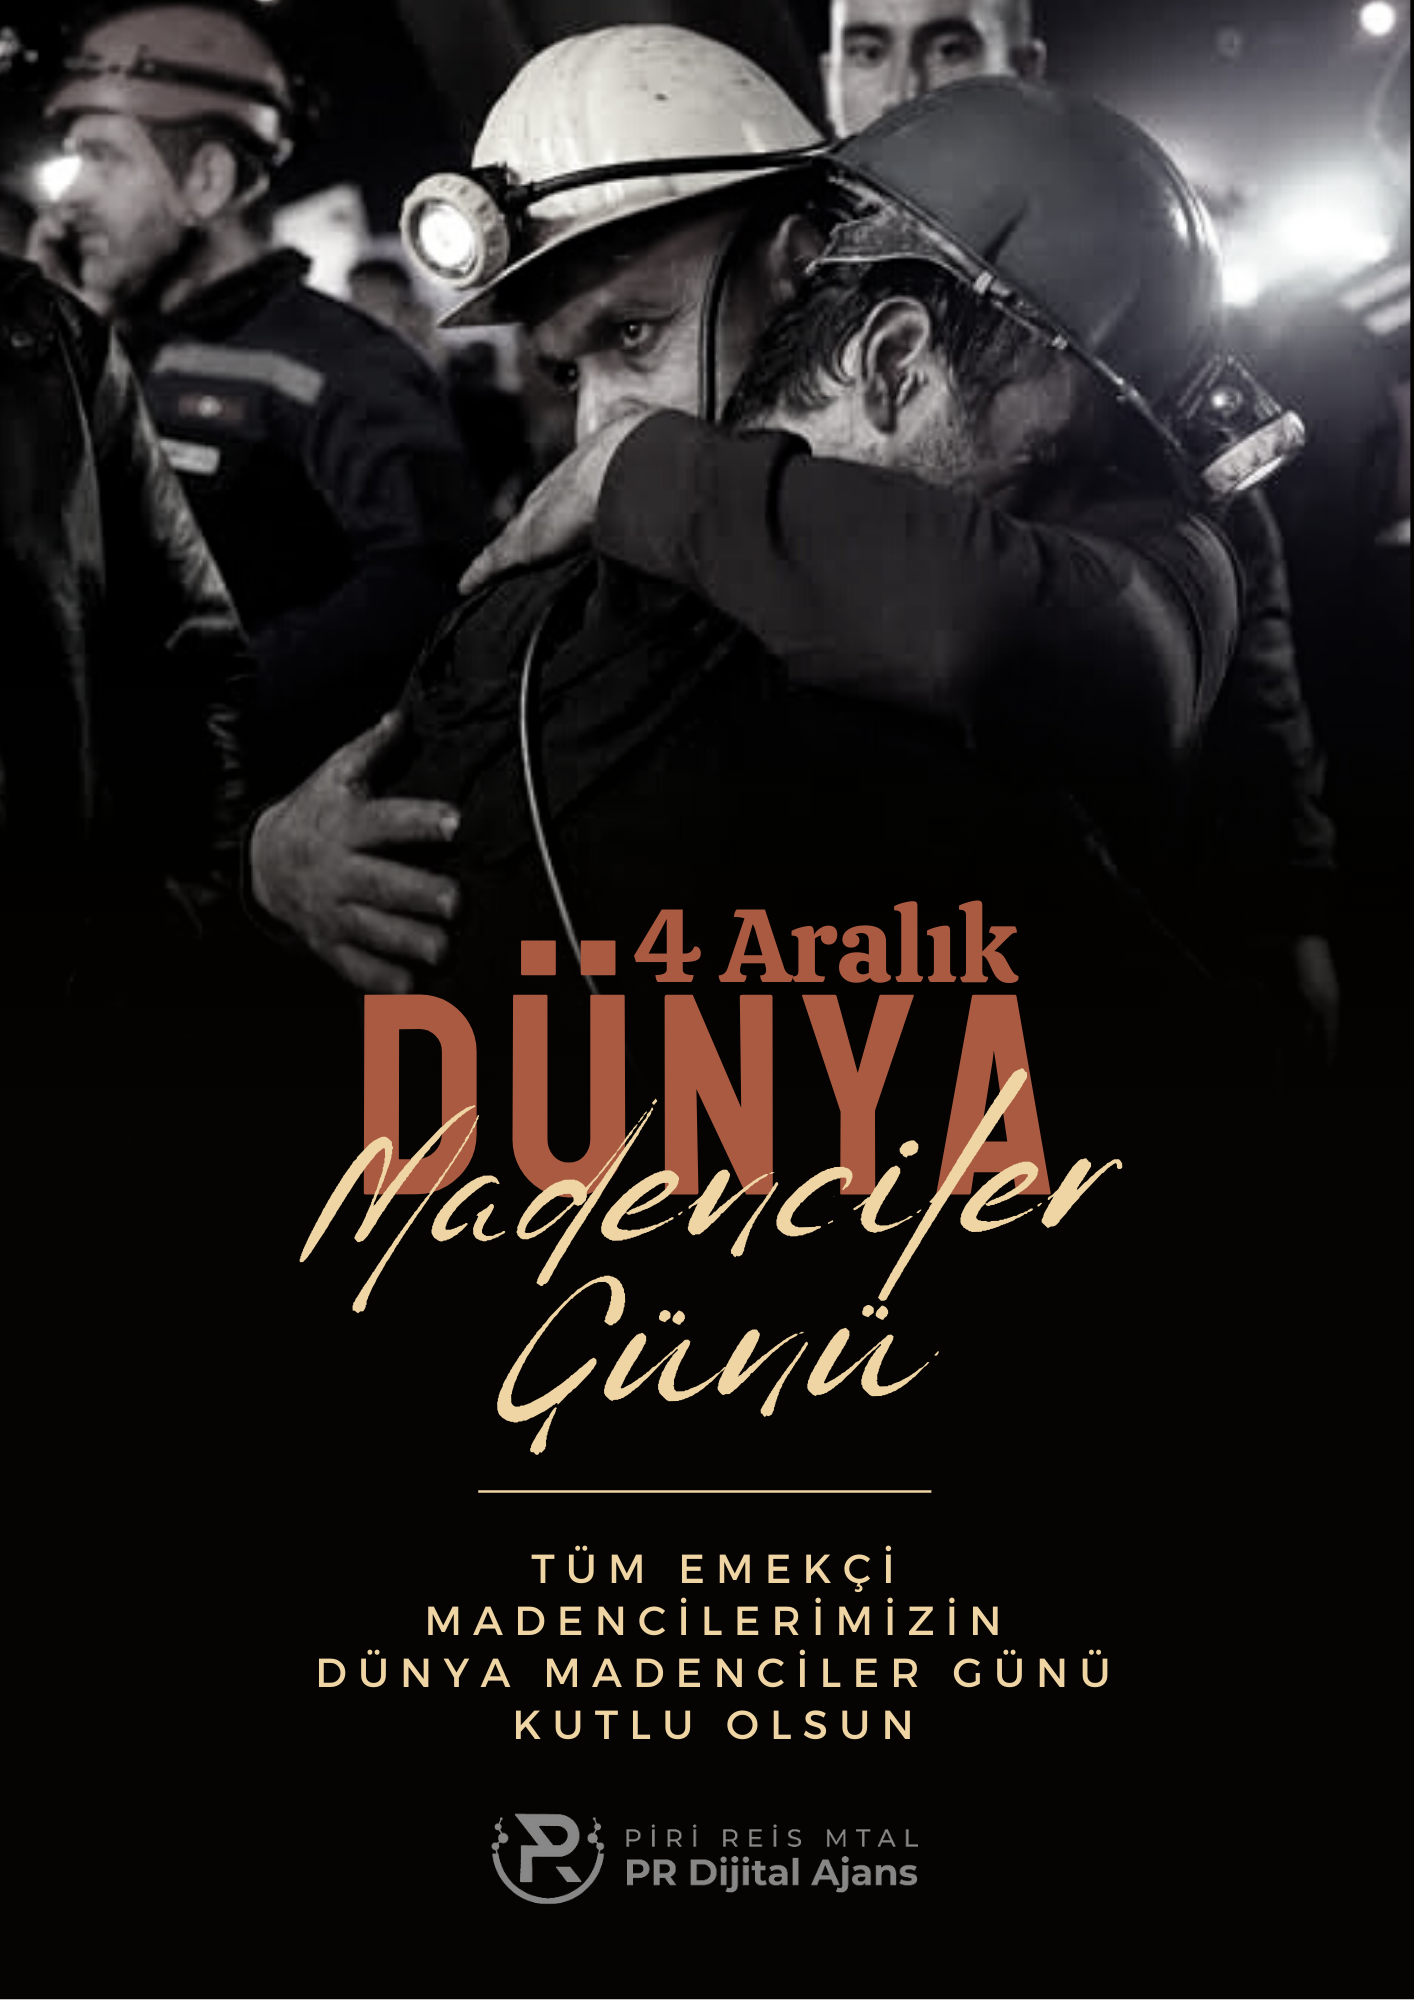 4 Aralık
DÜNYA
Madenciler
Günü
TÜM EMEKÇİ
MADENCİLERİMİZİN
DÜNYA MADENCİLER GÜNÜ
KUTLU OLSUN
PİRİ REİS MTAL
PR Dijital Ajans